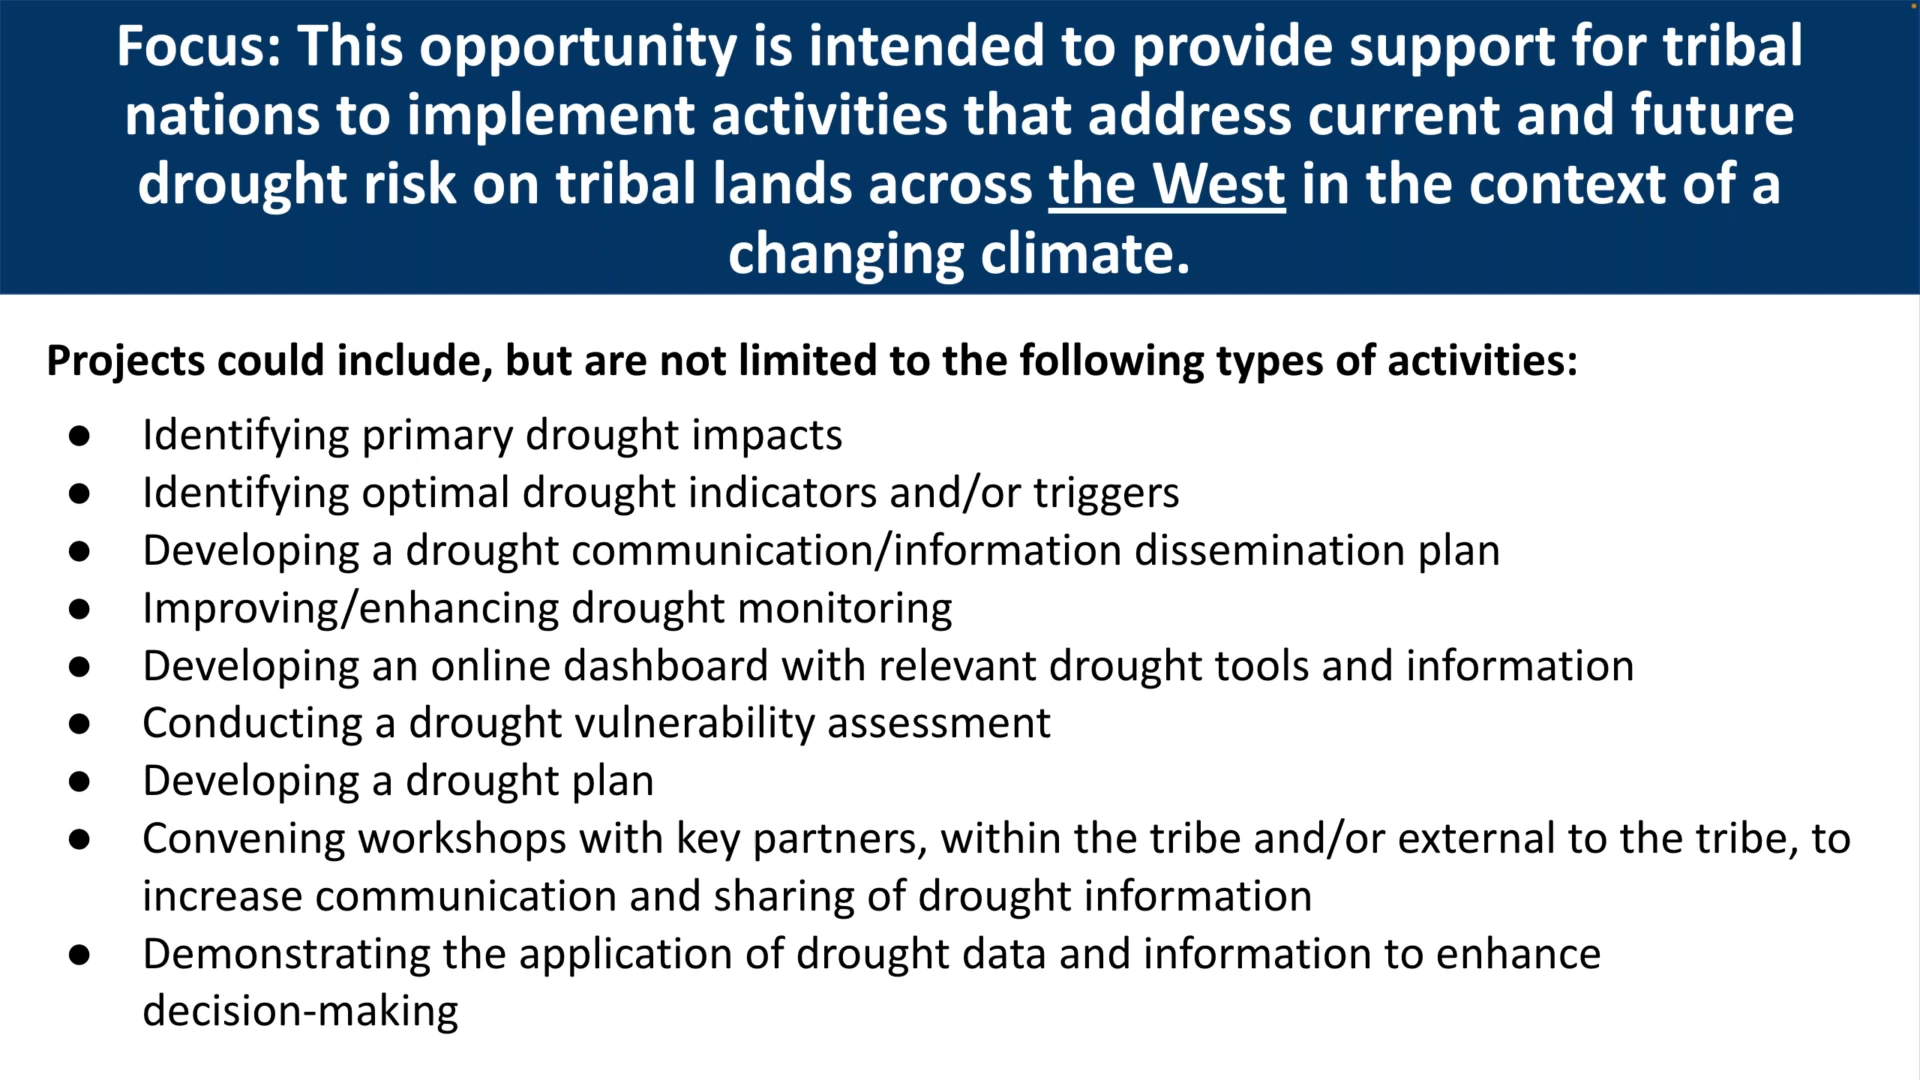 Focus: This opportunity is intended to provide support for tribal
nations to implement activities that address current and future
drought risk on tribal lands across the West in the context of a
changing climate.
Projects could include, but are not limited to the following types of activities:
● Identifying primary drought impacts
● Identifying optimal drought indicators and/or triggers
● Developing a drought communication/information dissemination plan
● Improving/enhancing drought monitoring
● Developing an online dashboard with relevant drought tools and information
● Conducting a drought vulnerability assessment
● Developing a drought plan
● Convening workshops with key partners, within the tribe and/or external to the tribe, to
increase communication and sharing of drought information
● Demonstrating the application of drought data and information to enhance
decision-making